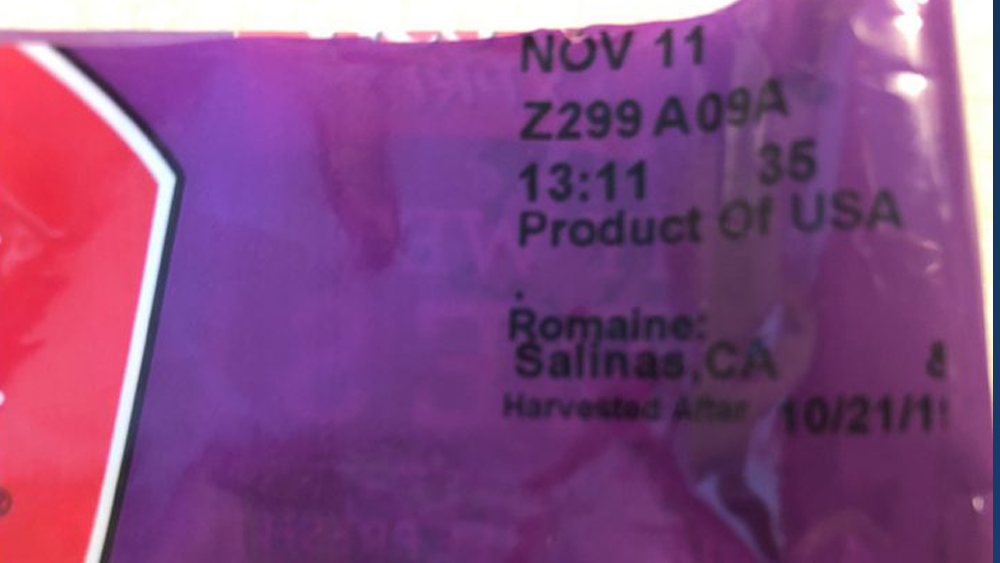 NOV 11
Z299 A09A
13:11 35
Product Of USA
.
Romaine:
Salinas,CA &
Harvested After 10/21/1